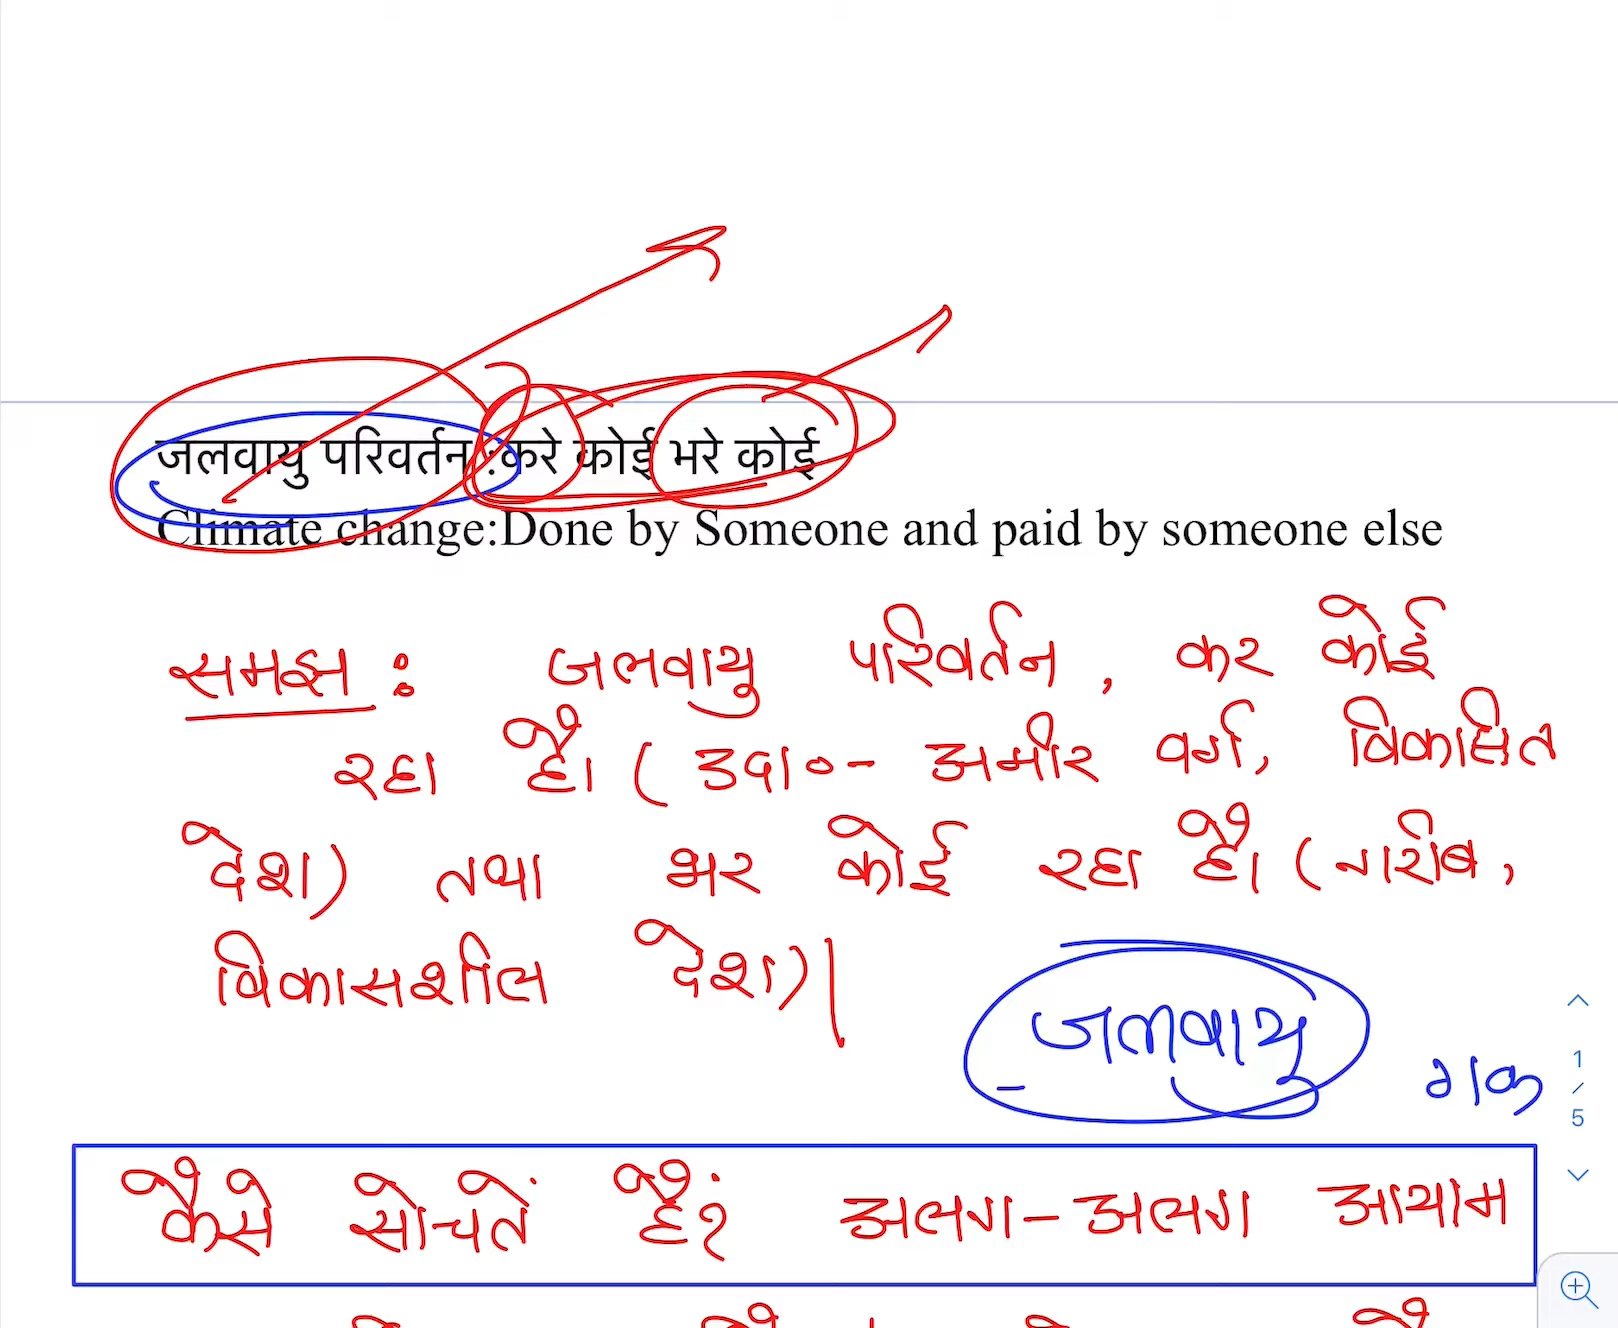 जलवायु परिवर्तन :करे कोई भरे कोई
Climate change:Done by Someone and paid by someone else
समझ : जलवायु परिवर्तन, कर कोई
रहा है। ( उदा०- अमीर वर्ग, विकसित
देश) तथा भर कोई रहा है। (गरीब,
विकासशील देश)|
जलवायु
1
/
5
कैसे सोचतें हैं? अलग-अलग आयाम